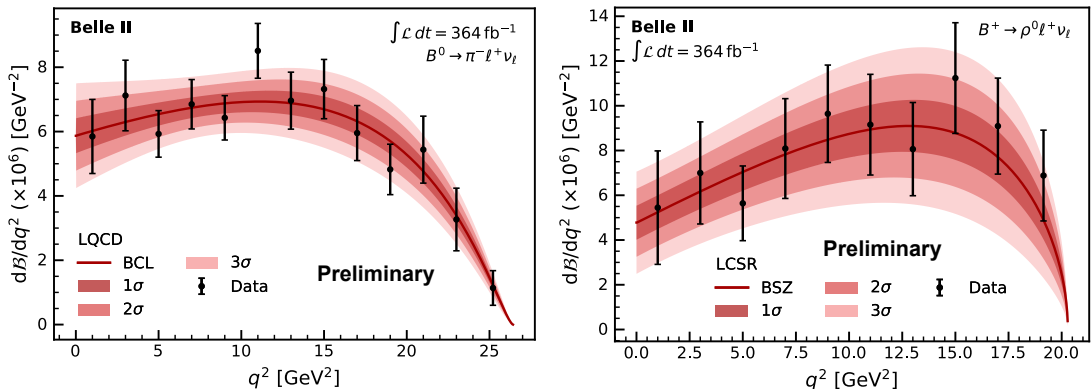 Belle II
∫ℒ dt = 364 fb⁻¹
B⁰ → π⁻ℓ⁺νℓ
dℬ/dq² (×10⁶) [GeV⁻²]
8
6
4
2
0
LQCD
BCL
1σ
2σ
3σ
Data
Preliminary
0 5 10 15 20 25
q² [GeV²]
Belle II
∫ℒ dt = 364 fb⁻¹
B⁺ → ρ⁰ℓ⁺νℓ
dℬ/dq² (×10⁶) [GeV⁻²]
14
12
10
8
6
4
2
0
Preliminary
LCSR
BSZ
1σ
2σ
3σ
Data
0.0 2.5 5.0 7.5 10.0 12.5 15.0 17.5 20.0
q² [GeV²]